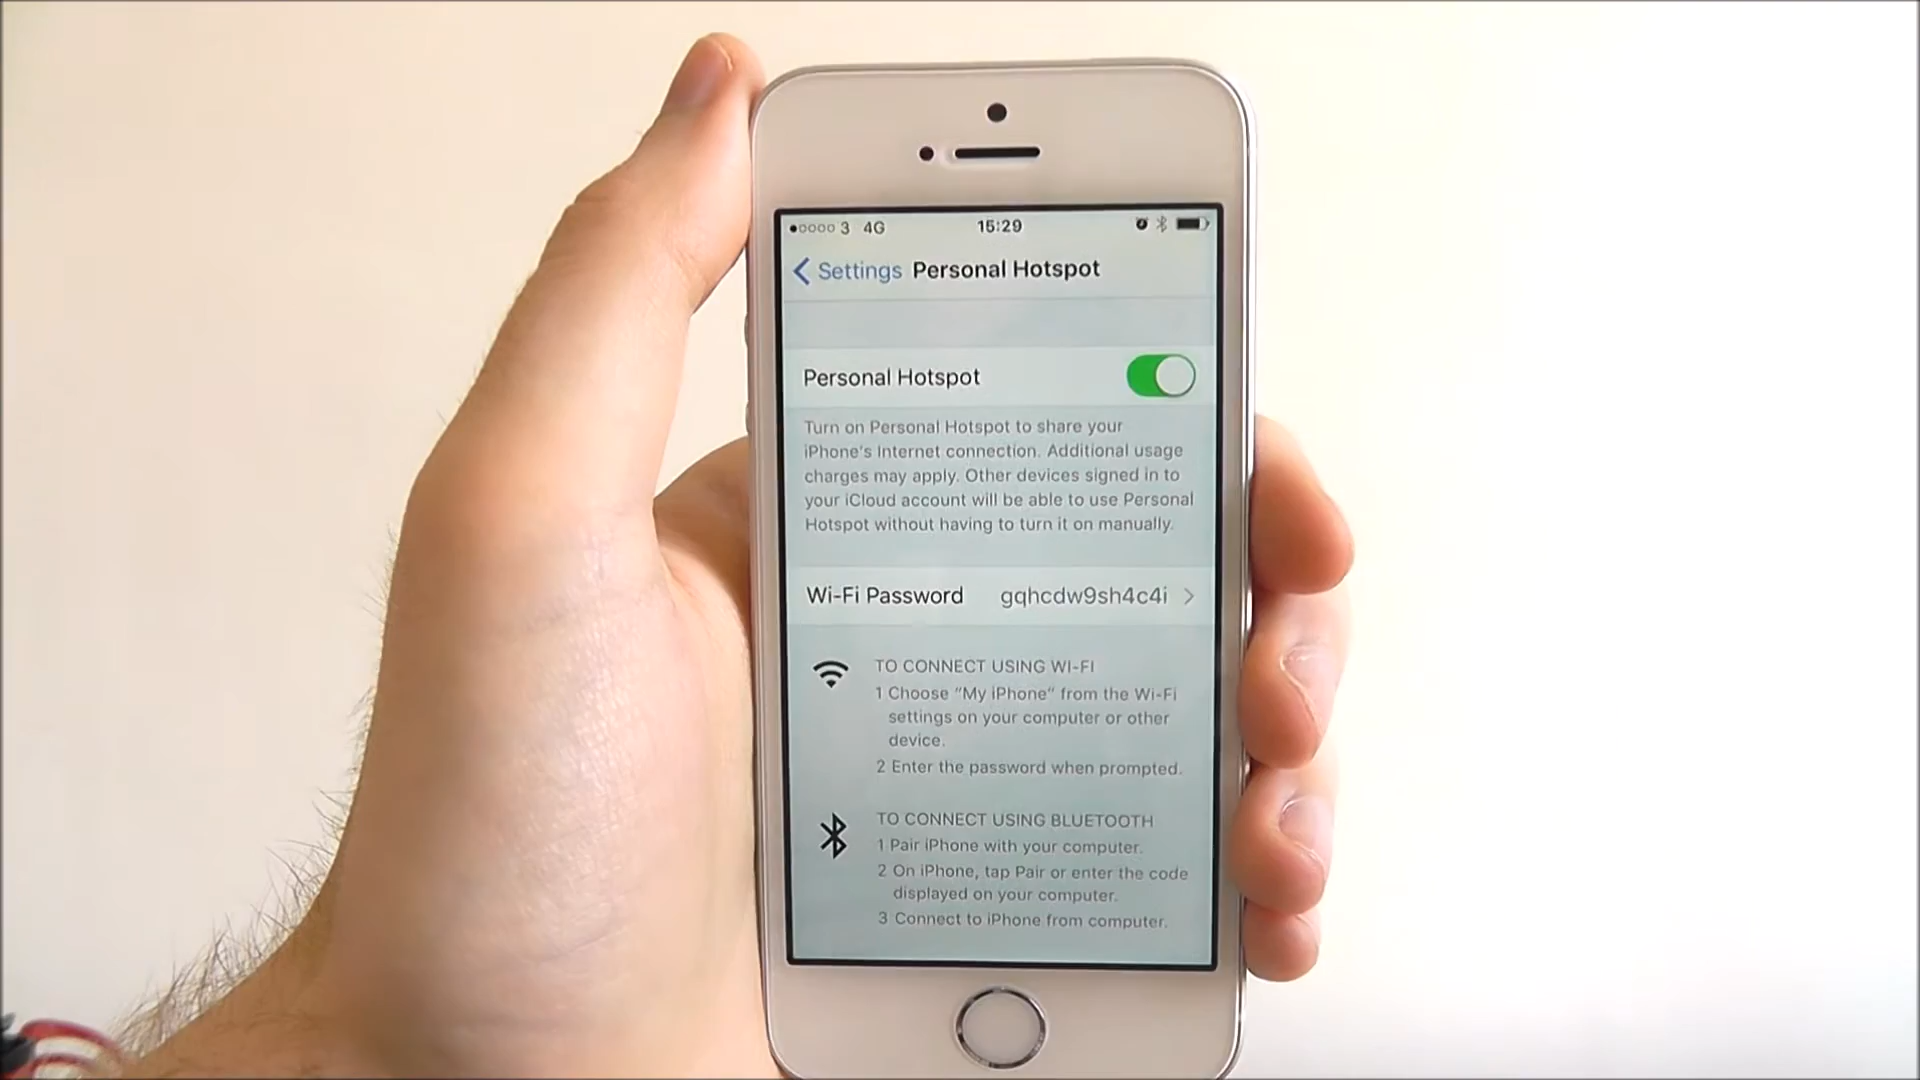 3 4G 15:29
Settings Personal Hotspot
Personal Hotspot
Turn on Personal Hotspot to share your
iPhone's Internet connection. Additional usage
charges may apply. Other devices signed in to
your iCloud account will be able to use Personal
Hotspot without having to turn it on manually.
Wi-Fi Password gqhcdw9sh4c4i
TO CONNECT USING WI-FI
1 Choose "My iPhone" from the Wi-Fi
settings on your computer or other
device.
2 Enter the password when prompted.
TO CONNECT USING BLUETOOTH
1 Pair iPhone with your computer.
2 On iPhone, tap Pair or enter the code
displayed on your computer.
3 Connect to iPhone from computer.